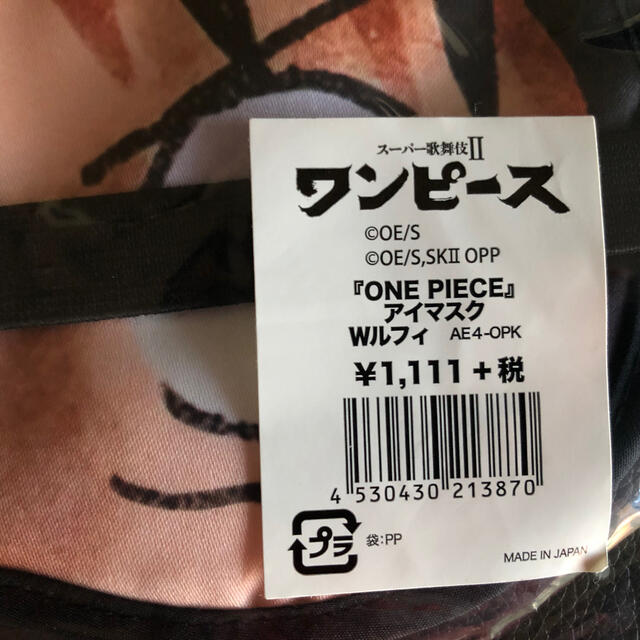 スーパー歌舞伎II
ワンピース
©OE/S
©OE/S,SKⅡ OPP
『ONE PIECE』
アイマスク
Wルフィ AE4-OPK
¥1,111+税
4 530430 213870
プラ 袋:PP
MADE IN JAPAN